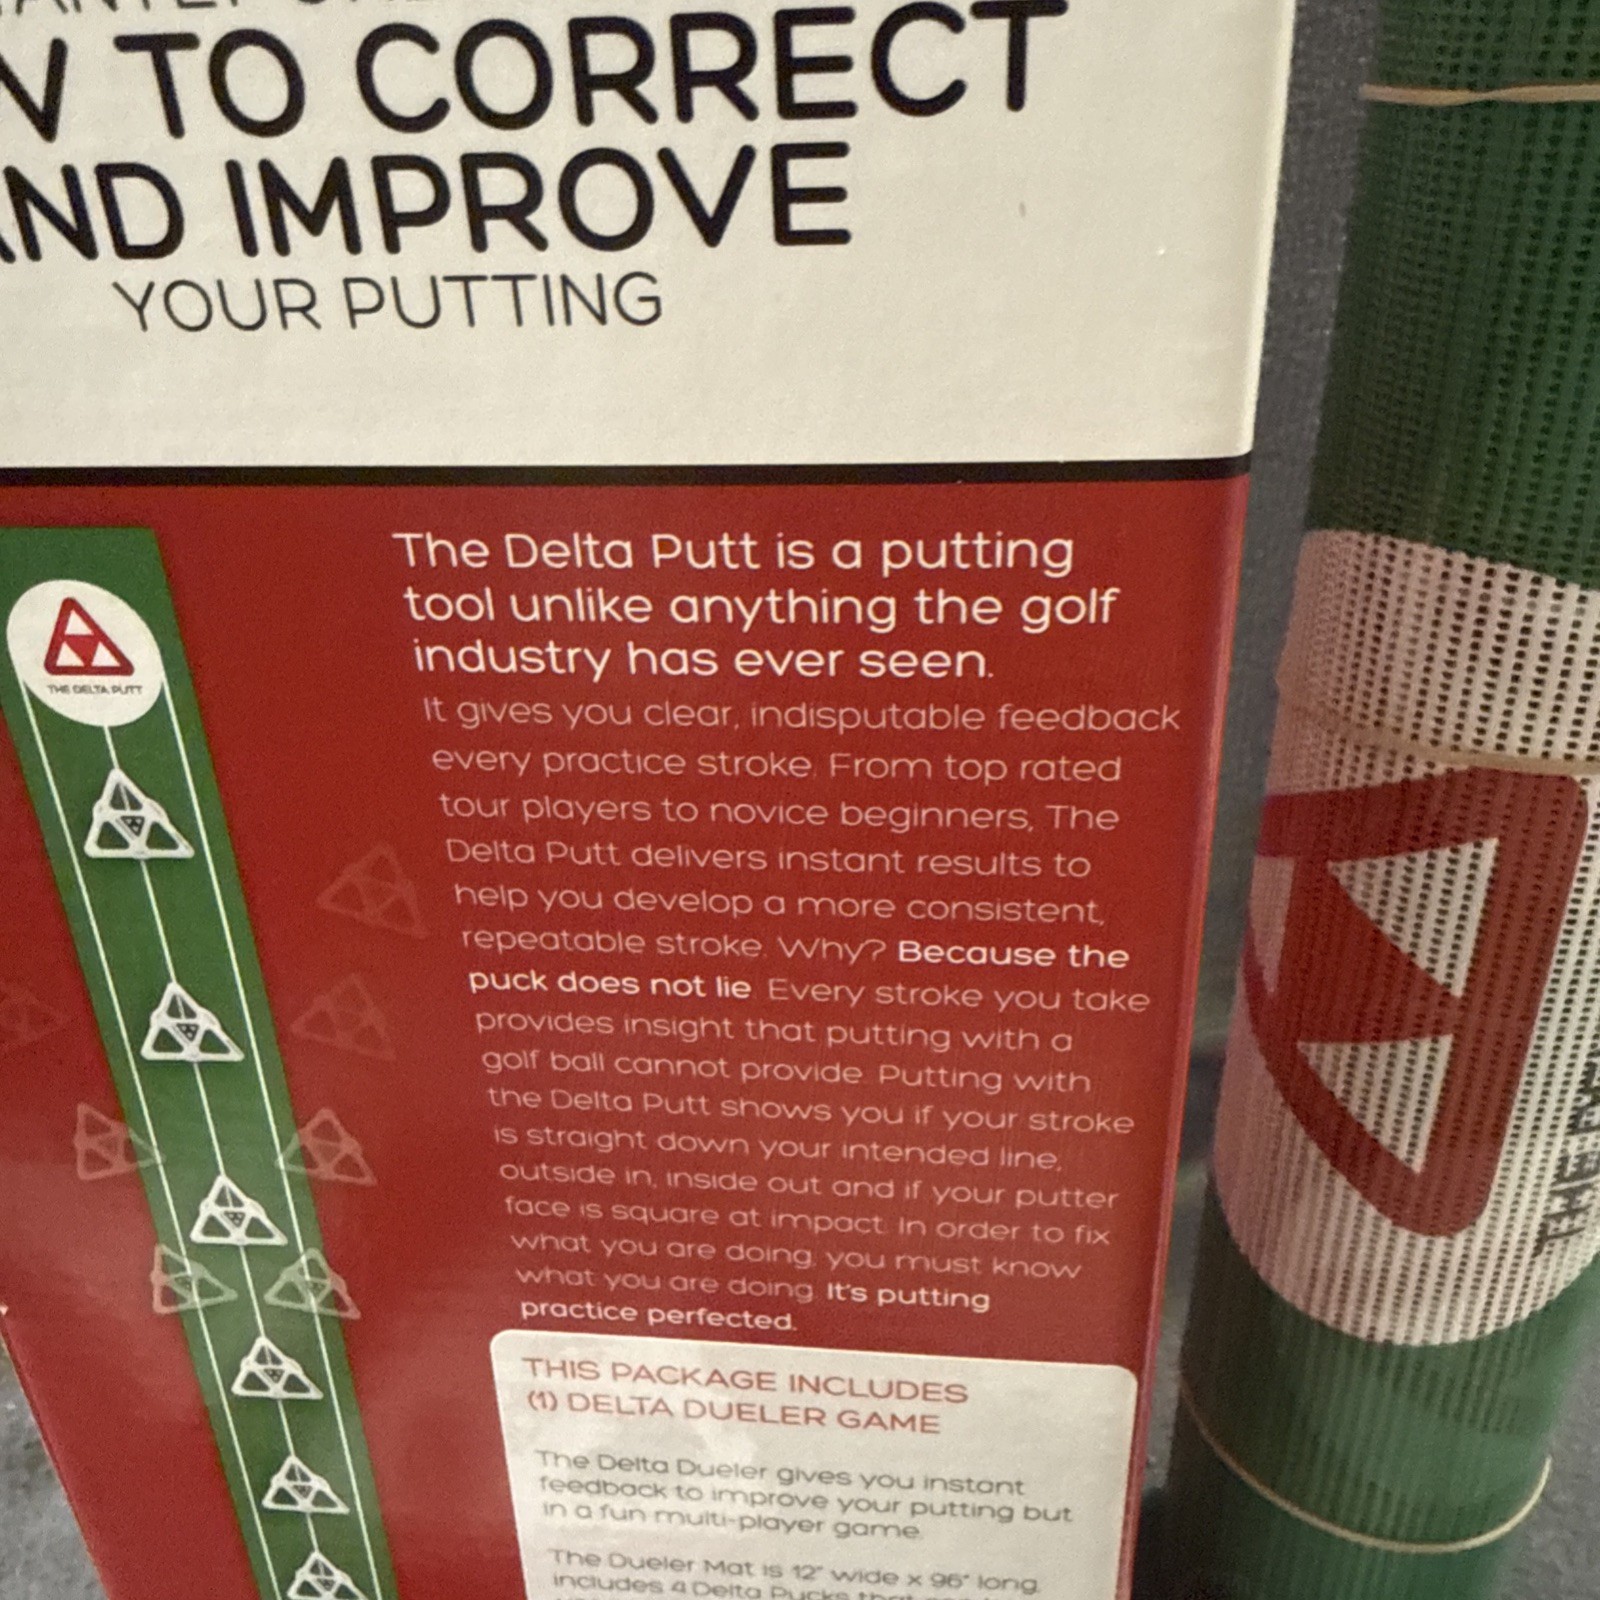 TO CORRECT
AND IMPROVE
YOUR PUTTING
The Delta Putt is a putting
tool unlike anything the golf
industry has ever seen.
It gives you clear, indisputable feedback
every practice stroke. From top rated
tour players to novice beginners, The
Delta Putt delivers instant results to
help you develop a more consistent,
repeatable stroke. Why? Because the
puck does not lie. Every stroke you take
provides insight that putting with a
golf ball cannot provide. Putting with
the Delta Putt shows you if your stroke
is straight down your intended line,
outside in, inside out and if your putter
face is square at impact. In order to fix
what you are doing, you must know
what you are doing. It's putting
practice perfected.
THE DELTA PUTT
THIS PACKAGE INCLUDES
(1) DELTA DUELER GAME
The Delta Dueler gives you instant
feedback to improve your putting but
in a fun multi-player game.
The Dueler Mat is 12" wide x 96" long.
includes 4 Delta Pucks that
THE